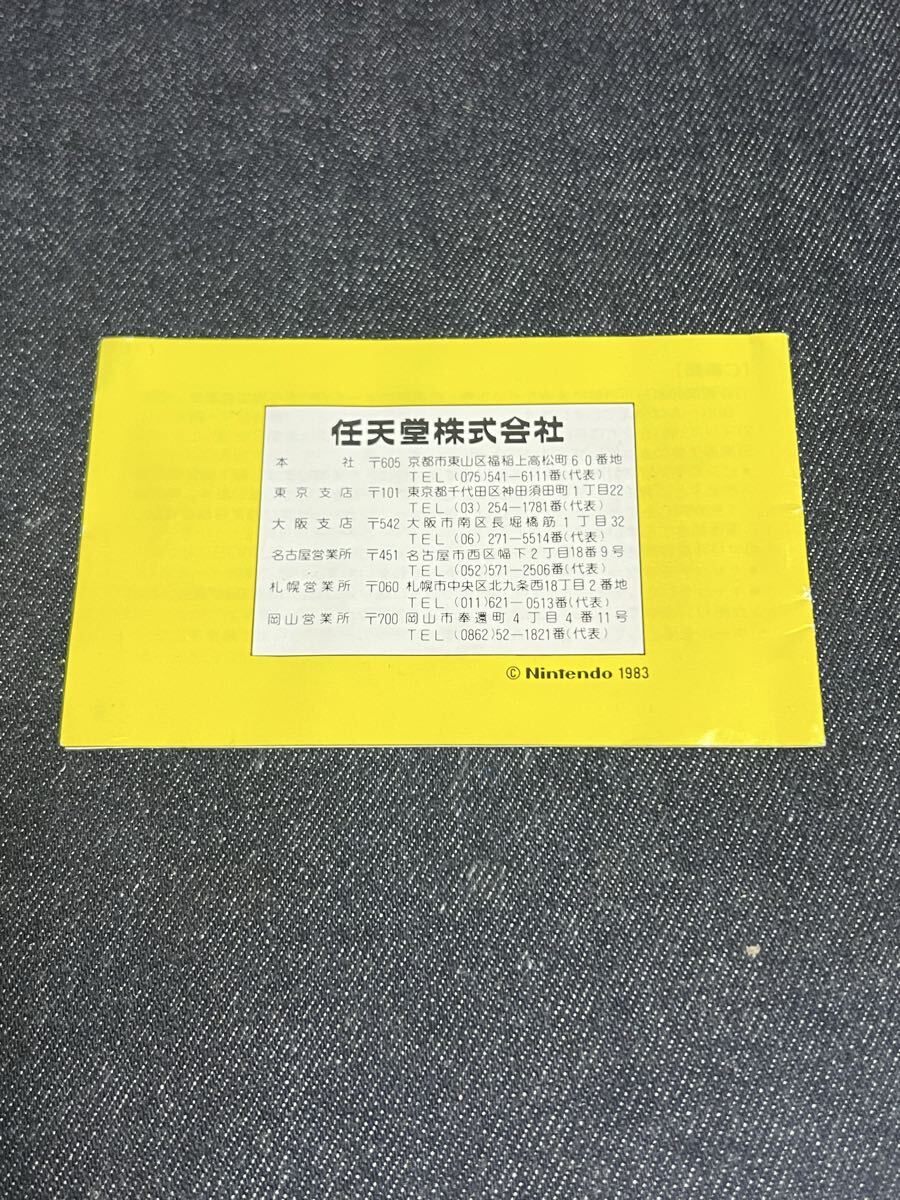 任天堂株式会社
本社 〒605 京都市東山区福稲上高松町60番地
TEL (075)541-6111番(代表)
東京支店 〒101 東京都千代田区神田須田町1丁目22
TEL (03) 254-1781番(代表)
大阪支店 〒542 大阪市南区長堀橋筋1丁目32
TEL (06) 271-5514番(代表)
名古屋営業所 〒451 名古屋市西区幅下2丁目18番9号
TEL (052)571-2506番(代表)
札幌営業所 〒060 札幌市中央区北九条西18丁目2番地
TEL (011)621-0513番(代表)
岡山営業所 〒700 岡山市奉還町4丁目4番11号
TEL (0862)52-1821番(代表)
© Nintendo 1983